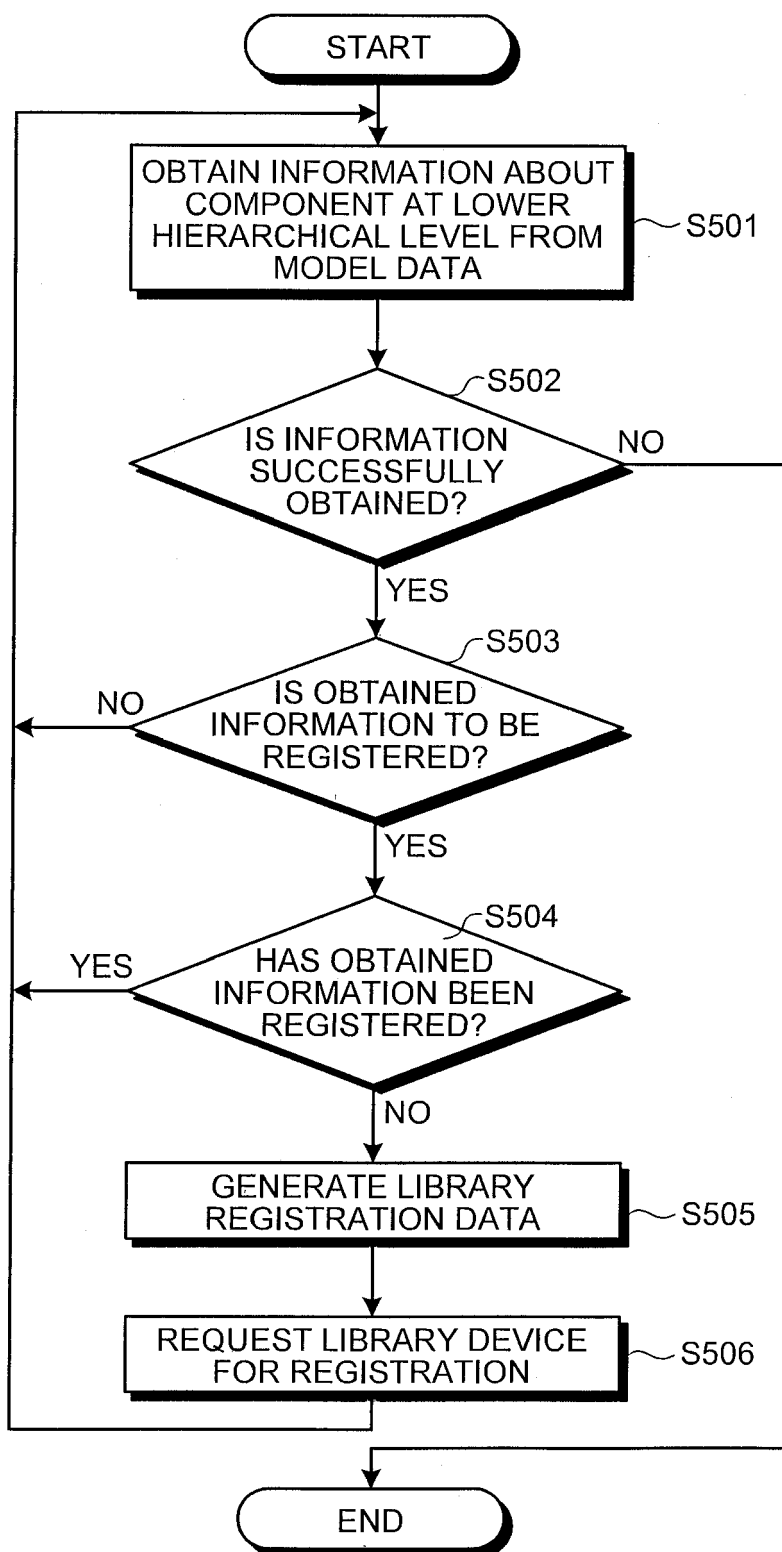 START
OBTAIN INFORMATION ABOUT
COMPONENT AT LOWER
HIERARCHICAL LEVEL FROM
MODEL DATA
S501
S502
IS INFORMATION
SUCCESSFULLY
OBTAINED?
NO
YES
S503
IS OBTAINED
INFORMATION TO BE
REGISTERED?
NO
YES
S504
HAS OBTAINED
INFORMATION BEEN
REGISTERED?
YES
NO
GENERATE LIBRARY
REGISTRATION DATA
S505
REQUEST LIBRARY DEVICE
FOR REGISTRATION
S506
END